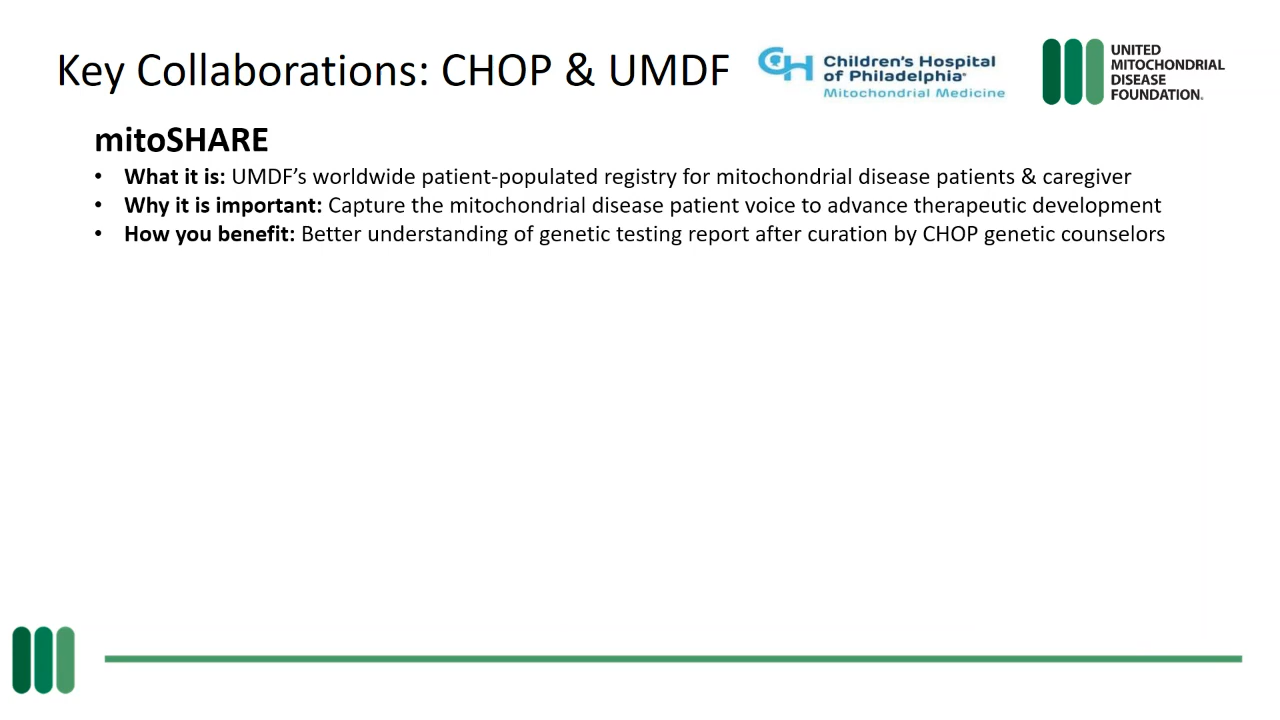 Key Collaborations: CHOP & UMDF
Children's Hospital
of Philadelphia®
Mitochondrial Medicine
UNITED
MITOCHONDRIAL
DISEASE
FOUNDATION.
mitoSHARE
• What it is: UMDF's worldwide patient-populated registry for mitochondrial disease patients & caregiver
• Why it is important: Capture the mitochondrial disease patient voice to advance therapeutic development
• How you benefit: Better understanding of genetic testing report after curation by CHOP genetic counselors